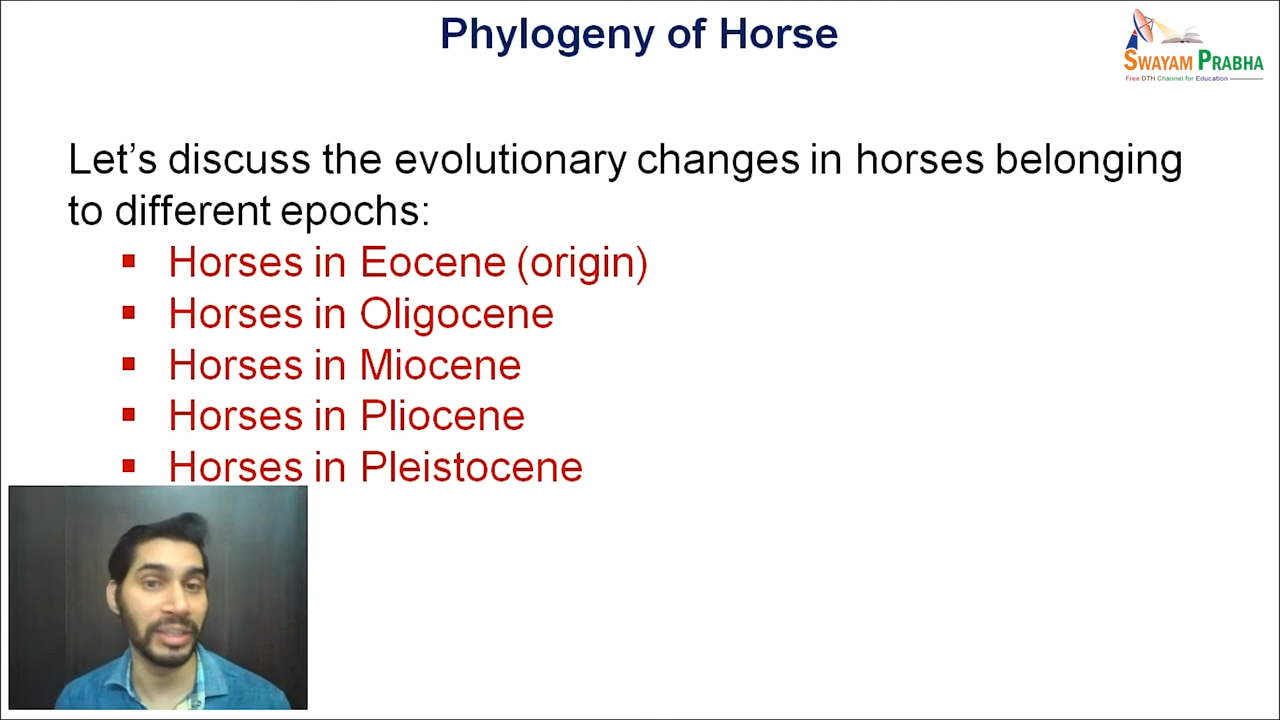 Phylogeny of Horse
SWAYAM PRABHA
Free DTH Channel for Education
Let's discuss the evolutionary changes in horses belonging
to different epochs:
▪ Horses in Eocene (origin)
▪ Horses in Oligocene
▪ Horses in Miocene
▪ Horses in Pliocene
▪ Horses in Pleistocene